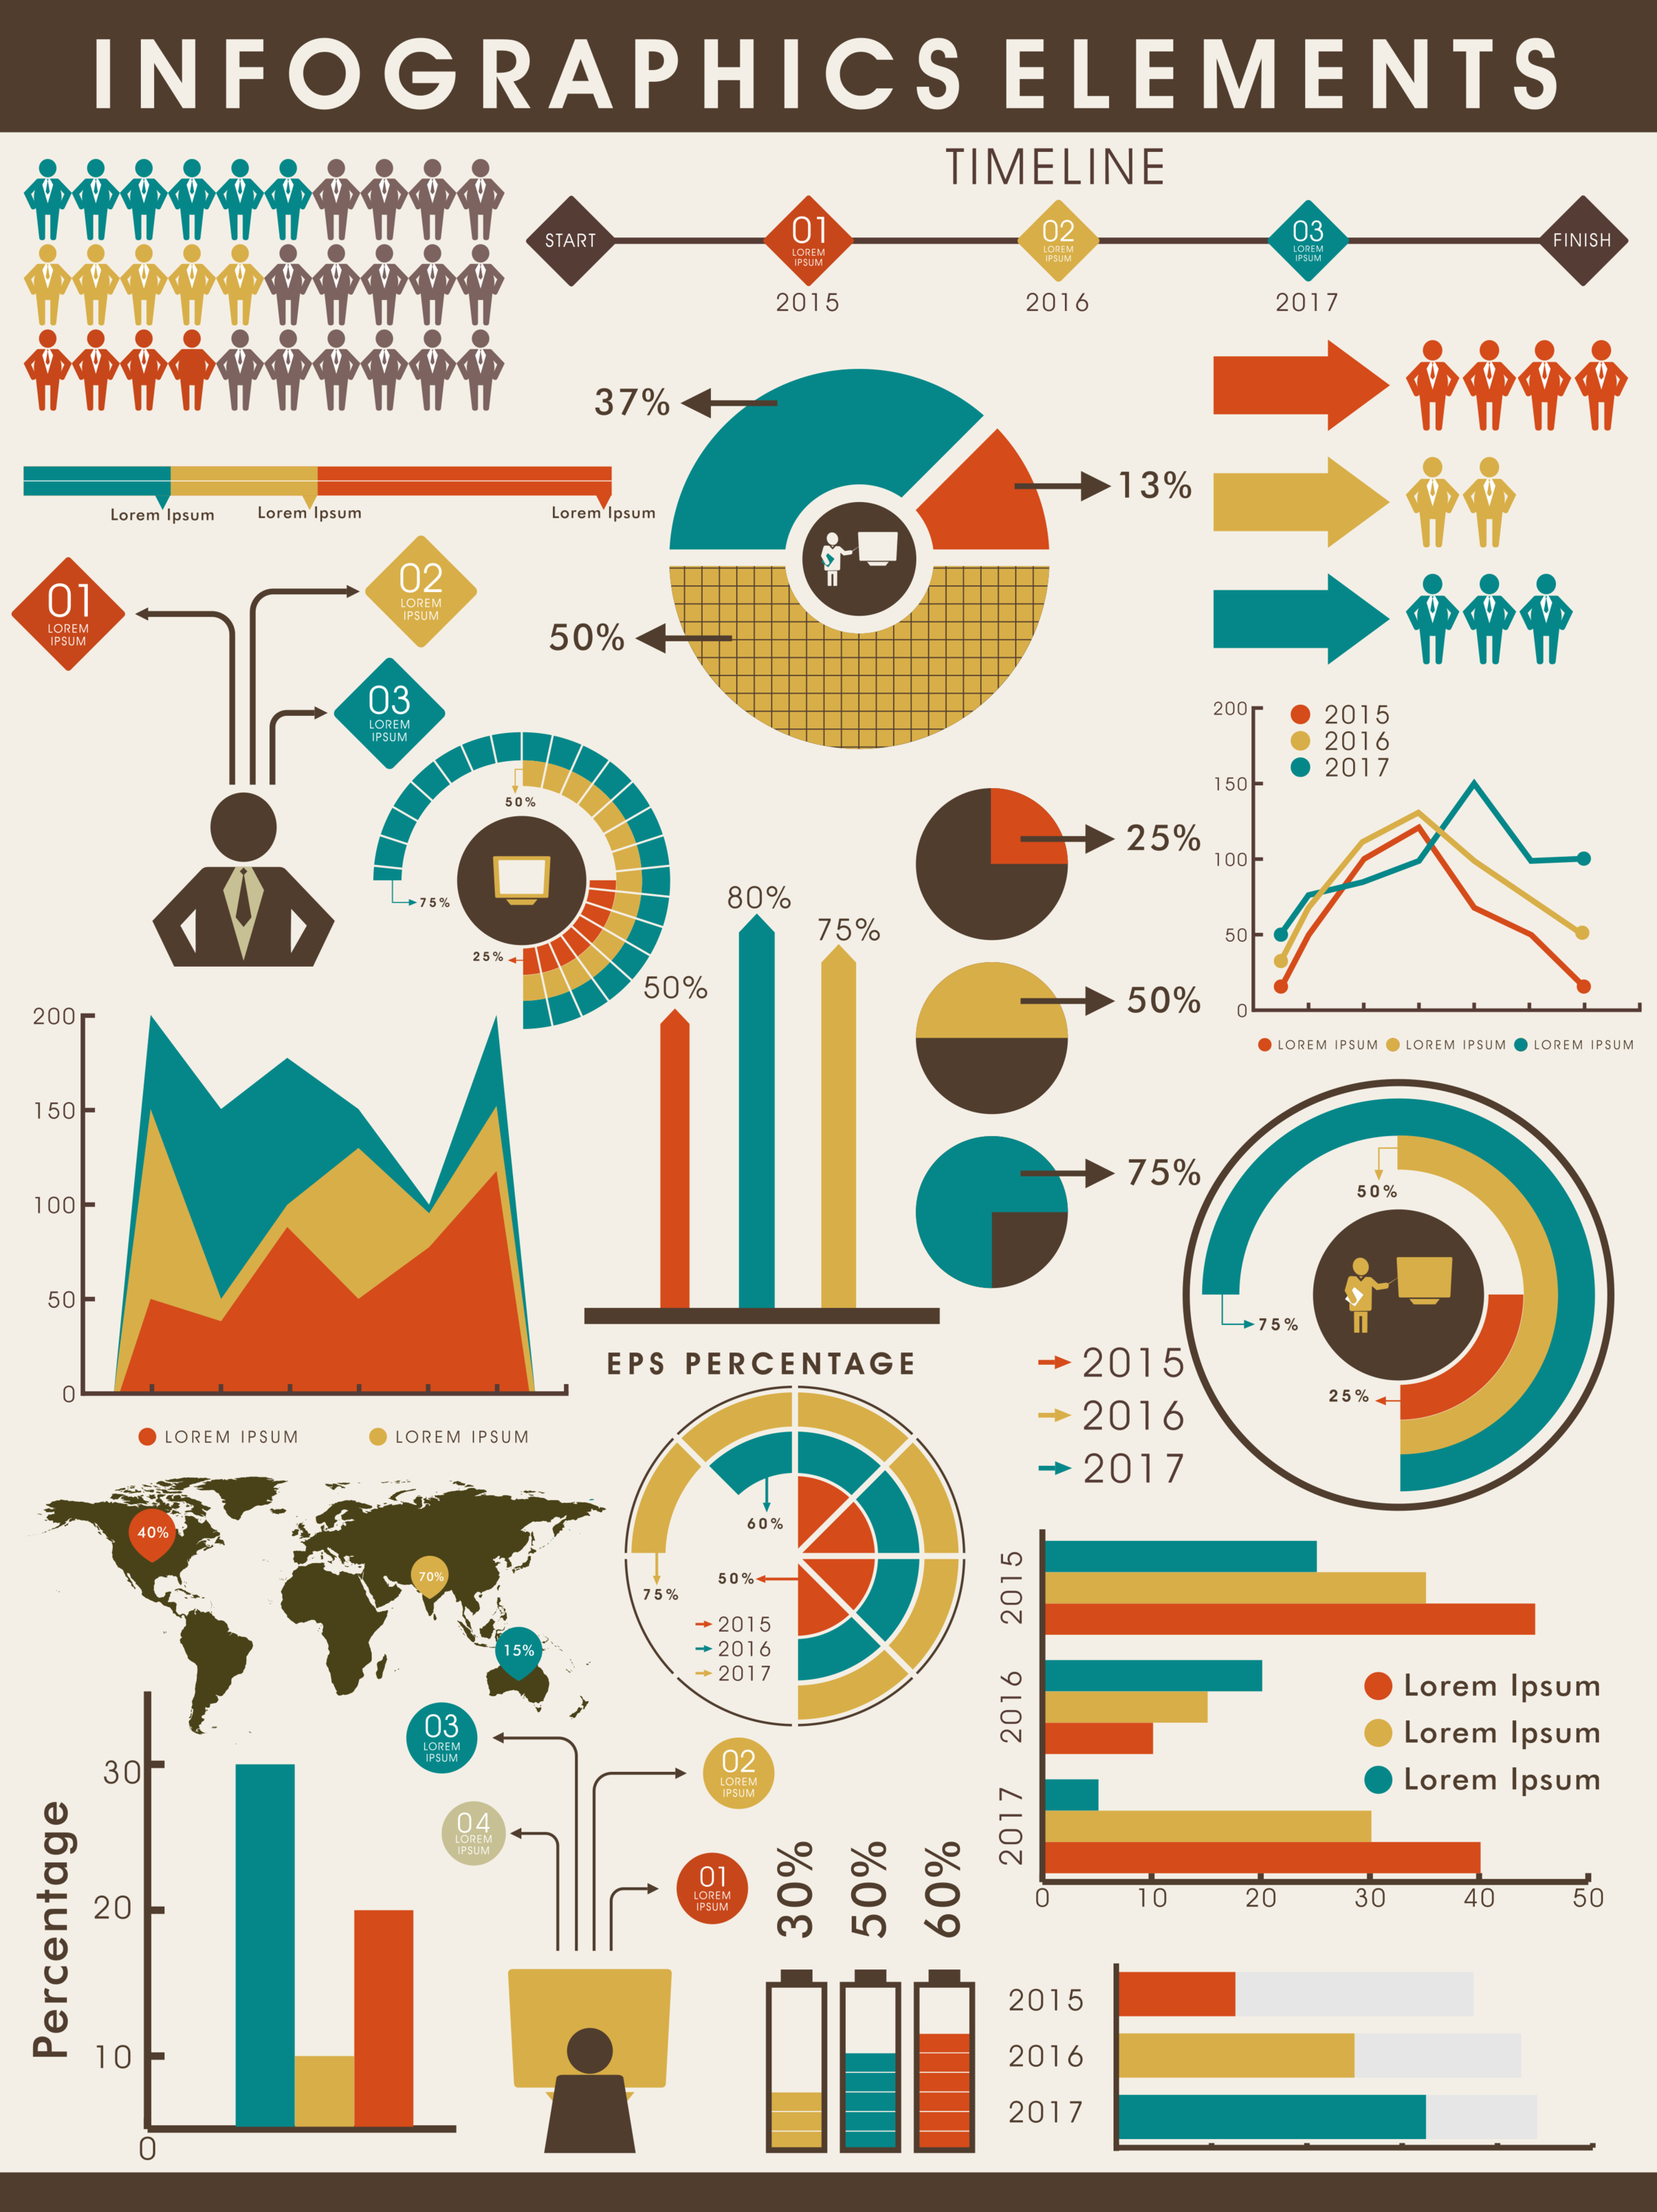 INFOGRAPHICS ELEMENTS
TIMELINE
START
01
LOREM
IPSUM
2015
02
LOREM
IPSUM
2016
03
LOREM
IPSUM
2017
FINISH
37%
13%
50%
Lorem Ipsum
Lorem Ipsum
Lorem Ipsum
01
LOREM
IPSUM
02
LOREM
IPSUM
03
LOREM
IPSUM
50%
75%
25%
200
150
100
50
0
2015
2016
2017
LOREM IPSUM
LOREM IPSUM
LOREM IPSUM
25%
50%
75%
50%
80%
75%
200
150
100
50
0
LOREM IPSUM
LOREM IPSUM
50%
75%
25%
2015
2016
2017
EPS PERCENTAGE
60%
75%
50%
2015
2016
2017
40%
70%
15%
2015
2016
2017
Lorem Ipsum
Lorem Ipsum
Lorem Ipsum
0 10 20 30 40 50
Percentage
30
20
10
0
03
LOREM
IPSUM
02
LOREM
IPSUM
04
LOREM
IPSUM
01
LOREM
IPSUM
30%
50%
60%
2015
2016
2017